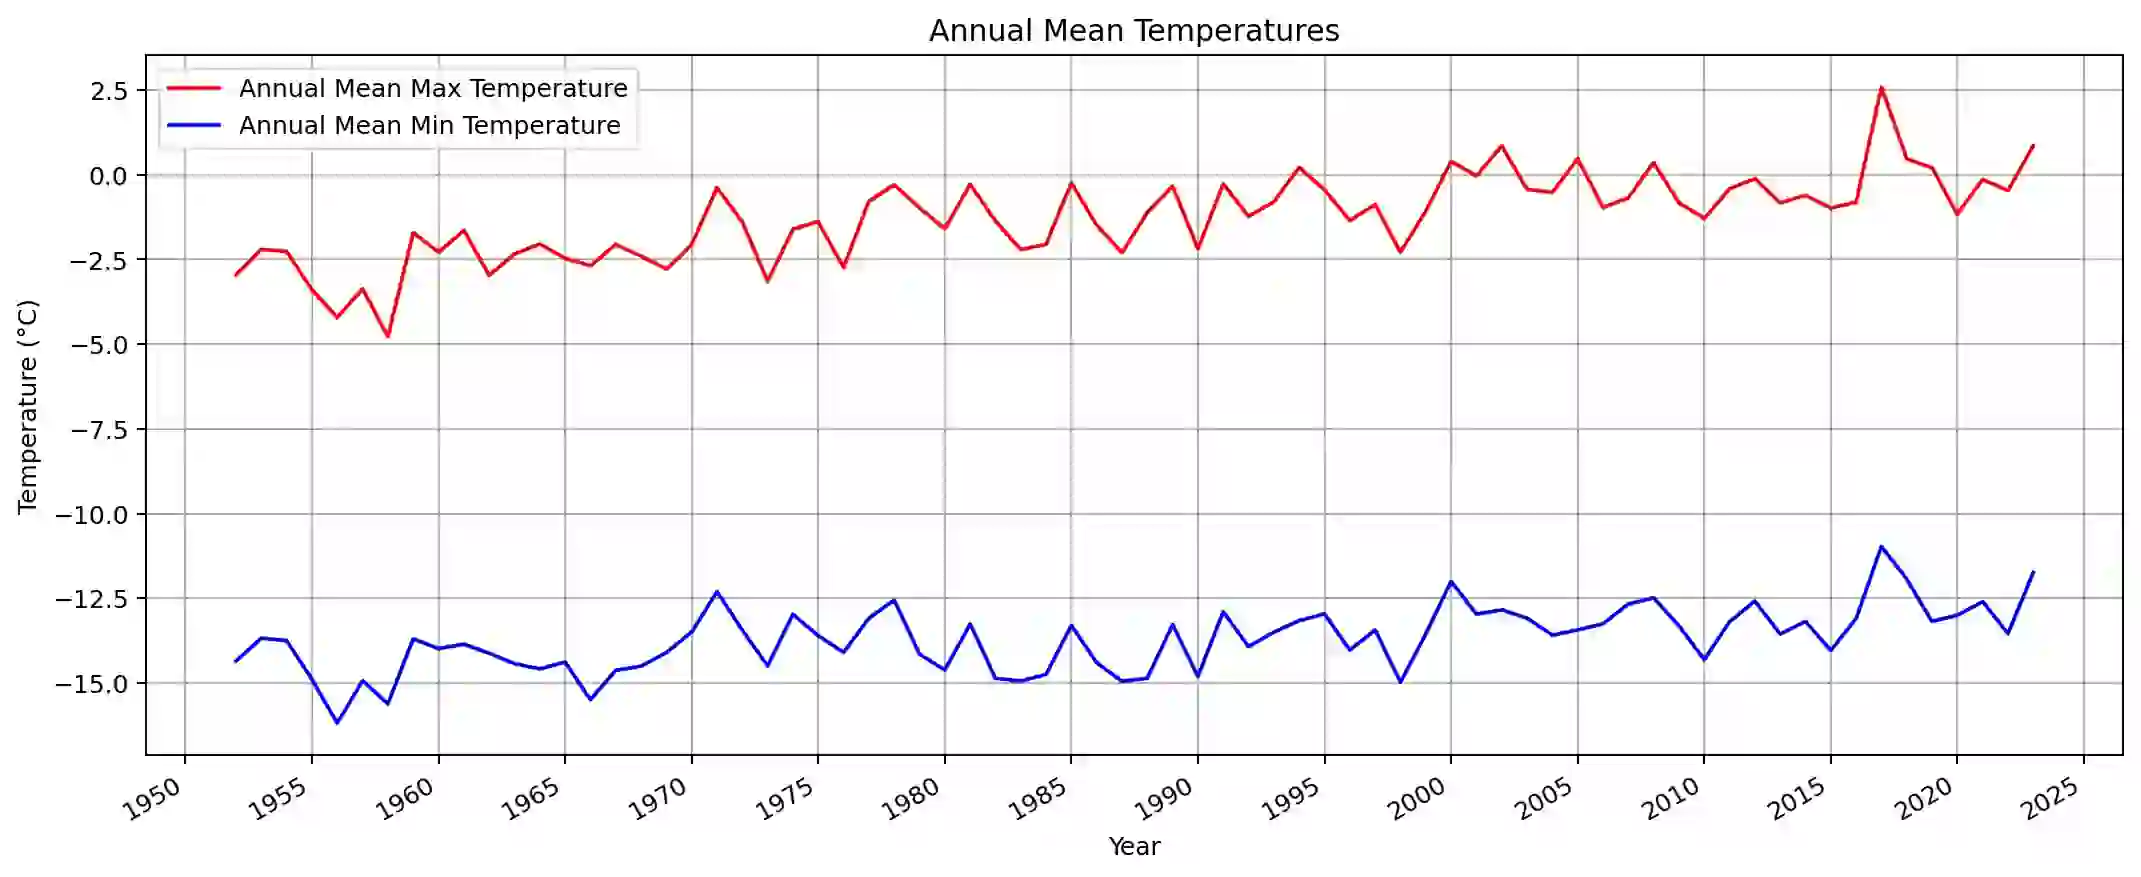 Annual Mean Temperatures
Annual Mean Max Temperature
Annual Mean Min Temperature
2.5
0.0
−2.5
−5.0
−7.5
−10.0
−12.5
−15.0
Temperature (°C)
1950 1955 1960 1965 1970 1975 1980 1985 1990 1995 2000 2005 2010 2015 2020 2025
Year